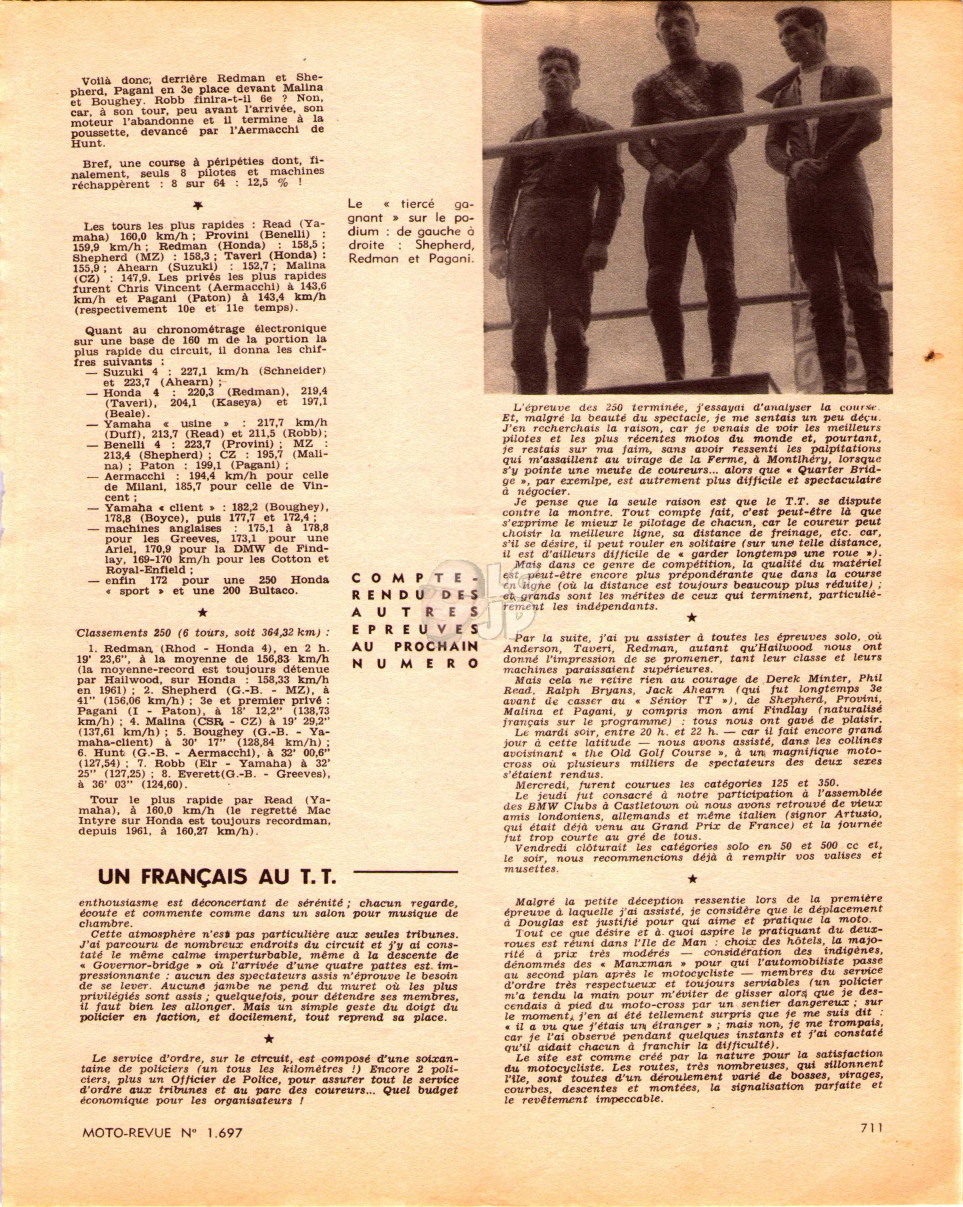 Voilà donc, derrière Redman et She-
pherd, Pagani en 3e place devant Malina
et Boughey. Robb finira-t-il 6e ? Non,
car, à son tour, peu avant l'arrivée, son
moteur l'abandonne et il termine à la
poussette, devancé par l'Aermacchi de
Hunt.
Bref, une course à péripéties dont, fi-
nalement, seuls 8 pilotes et machines
réchappèrent : 8 sur 64 : 12,5 % !
★
Les tours les plus rapides : Read (Ya-
maha) 160,0 km/h ; Provini (Benelli) :
159,9 km/h ; Redman (Honda) : 158,5 ;
Shepherd (MZ) : 158,3 ; Taveri (Honda) :
155,9 ; Ahearn (Suzuki) : 152,7 ; Malina
(CZ) : 147,9. Les privés les plus rapides
furent Chris Vincent (Aermacchi) à 143,6
km/h et Pagani (Paton) à 143,4 km/h
(respectivement 10e et 11e temps).
Quant au chronométrage électronique
sur une base de 160 m de la portion la
plus rapide du circuit, il donna les chif-
fres suivants :
— Suzuki 4 : 227,1 km/h (Schneider)
et 223,7 (Ahearn) ;
— Honda 4 : 220,3 (Redman), 219,4
(Taveri), 204,1 (Kaseya) et 197,1
(Beale).
— Yamaha « usine » : 217,7 km/h
(Duff), 213,7 (Read) et 211,5 (Robb) ;
— Benelli 4 : 223,7 (Provini) ; MZ :
213,4 (Shepherd) ; CZ : 195,7 (Mali-
na) ; Paton : 199,1 (Pagani) ;
— Aermacchi : 194,4 km/h pour celle
de Milani, 185,7 pour celle de Vin-
cent ;
— Yamaha « client » : 182,2 (Boughey),
178,8 (Boyce), puis 177,7 et 172,4 ;
— machines anglaises : 175,1 à 178,8
pour les Greeves, 173,1 pour une
Ariel, 170,9 pour la DMW de Find-
lay, 169-170 km/h pour les Cotton et
Royal-Enfield ;
— enfin 172 pour une 250 Honda
« sport » et une 200 Bultaco.
★
Classements 250 (6 tours, soit 364,32 km) :
1. Redman (Rhod - Honda 4), en 2 h.
19' 23,6", à la moyenne de 156,83 km/h
(la moyenne-record est toujours détenue
par Hailwood, sur Honda : 158,33 km/h
en 1961) ; 2. Shepherd (G.-B. - MZ), à
41" (156,06 km/h) ; 3e et premier privé :
Pagani (I - Paton), à 18' 12,2" (138,73
km/h) ; 4. Malina (CSR - CZ) à 19' 29,2"
(137,61 km/h) ; 5. Boughey (G.-B. - Ya-
maha-client) à 30' 17" (128,84 km/h) ;
6. Hunt (G.-B. - Aermacchi), à 32' 00,6"
(127,54) ; 7. Robb (Eir - Yamaha) à 32'
25" (127,25) ; 8. Everett(G.-B. - Greeves),
à 36' 03" (124,60).
Tour le plus rapide par Read (Ya-
maha), à 160,0 km/h (le regretté Mac
Intyre sur Honda est toujours recordman,
depuis 1961, à 160,27 km/h).
Le « tiercé ga-
gnant » sur le po-
dium : de gauche à
droite : Shepherd,
Redman et Pagani.
COMPTE-
RENDU DES
AUTRES
EPREUVES
AU PROCHAIN
NUMERO
UN FRANÇAIS AU T.T.
enthousiasme est déconcertant de sérénité ; chacun regarde,
écoute et commente comme dans un salon pour musique de
chambre.
Cette atmosphère n'est pas particulière aux seules tribunes.
J'ai parcouru de nombreux endroits du circuit et j'y ai cons-
taté le même calme imperturbable, même à la descente de
« Governor-bridge » où l'arrivée d'une quatre pattes est im-
pressionnante : aucun des spectateurs assis n'éprouve le besoin
de se lever. Aucune jambe ne pend du muret où les plus
privilégiés sont assis ; quelquefois, pour détendre ses membres,
il faut bien les allonger. Mais un simple geste du doigt du
policier en faction, et docilement, tout reprend sa place.
★
Le service d'ordre, sur le circuit, est composé d'une soixan-
taine de policiers (un tous les kilomètres !) Encore 2 poli-
ciers, plus un Officier de Police, pour assurer tout le service
d'ordre aux tribunes et au parc des coureurs... Quel budget
économique pour les organisateurs !
L'épreuve des 250 terminée, j'essayai d'analyser la course.
Et, malgré la beauté du spectacle, je me sentais un peu déçu.
J'en recherchais la raison, car je venais de voir les meilleurs
pilotes et les plus récentes motos du monde et, pourtant,
je restais sur ma faim, sans avoir ressenti les palpitations
qui m'assaillent au virage de la Ferme, à Montlhéry, lorsque
s'y pointe une meute de coureurs... alors que « Quarter Brid-
ge », par exemlpe, est autrement plus difficile et spectaculaire
à négocier.
Je pense que la seule raison est que le T.T. se dispute
contre la montre. Tout compte fait, c'est peut-être là que
s'exprime le mieux le pilotage de chacun, car le coureur peut
choisir la meilleure ligne, sa distance de freinage, etc. car,
s'il se désire, il peut rouler en solitaire (sur une telle distance,
il est d'ailleurs difficile de « garder longtemps une roue »).
Mais dans ce genre de compétition, la qualité du matériel
est peut-être encore plus prépondérante que dans la course
en ligne (où la distance est toujours beaucoup plus réduite) ;
et grands sont les mérites de ceux qui terminent, particuliè-
rement les indépendants.
★
Par la suite, j'ai pu assister à toutes les épreuves solo, où
Anderson, Taveri, Redman, autant qu'Hailwood nous ont
donné l'impression de se promener, tant leur classe et leurs
machines paraissaient supérieures.
Mais cela ne retire rien au courage de Derek Minter, Phil
Read, Ralph Bryans, Jack Ahearn (qui fut longtemps 3e
avant de casser au « Sénior TT »), de Shepherd, Provini,
Malina et Pagani, y compris mon ami Findlay (naturalisé
français sur le programme) : tous nous ont gavé de plaisir.
Le mardi soir, entre 20 h. et 22 h. — car il fait encore grand
jour à cette latitude — nous avons assisté, dans les collines
avoisinant « the Old Golf Course », à un magnifique moto-
cross où plusieurs milliers de spectateurs des deux sexes
s'étaient rendus.
Mercredi, furent courues les catégories 125 et 350.
Le jeudi fut consacré à notre participation à l'assemblée
des BMW Clubs à Castletown où nous avons retrouvé de vieux
amis londoniens, allemands et même italien (signor Artusio,
qui était déjà venu au Grand Prix de France) et la journée
fut trop courte au gré de tous.
Vendredi clôturait les catégories solo en 50 et 500 cc et,
le soir, nous recommencions déjà à remplir vos valises et
musettes.
★
Malgré la petite déception ressentie lors de la première
épreuve à laquelle j'ai assisté, je considère que le déplacement
à Douglas est justifié pour qui aime et pratique la moto.
Tout ce que désire et à quoi aspire le pratiquant du deux-
roues est réuni dans l'Ile de Man : choix des hôtels, la majo-
rité à prix très modérés — considération des indigènes,
dénommés des « Manxman » pour qui l'automobiliste passe
au second plan après le motocycliste — membres du service
d'ordre très respectueux et toujours serviables (un policier
m'a tendu la main pour m'éviter de glisser alors que je des-
cendais à pied du moto-cross par un sentier dangereux ; sur
le moment, j'en ai été tellement surpris que je me suis dit :
« il a vu que j'étais un étranger » ; mais non, je me trompais,
car je l'ai observé pendant quelques instants et j'ai constaté
qu'il aidait chacun à franchir la difficulté).
Le site est comme créé par la nature pour la satisfaction
du motocycliste. Les routes, très nombreuses, qui sillonnent
l'île, sont toutes d'un déroulement varié de bosses, virages,
courbes, descentes et montées, la signalisation parfaite et
le revêtement impeccable.
MOTO-REVUE N° 1.697
711